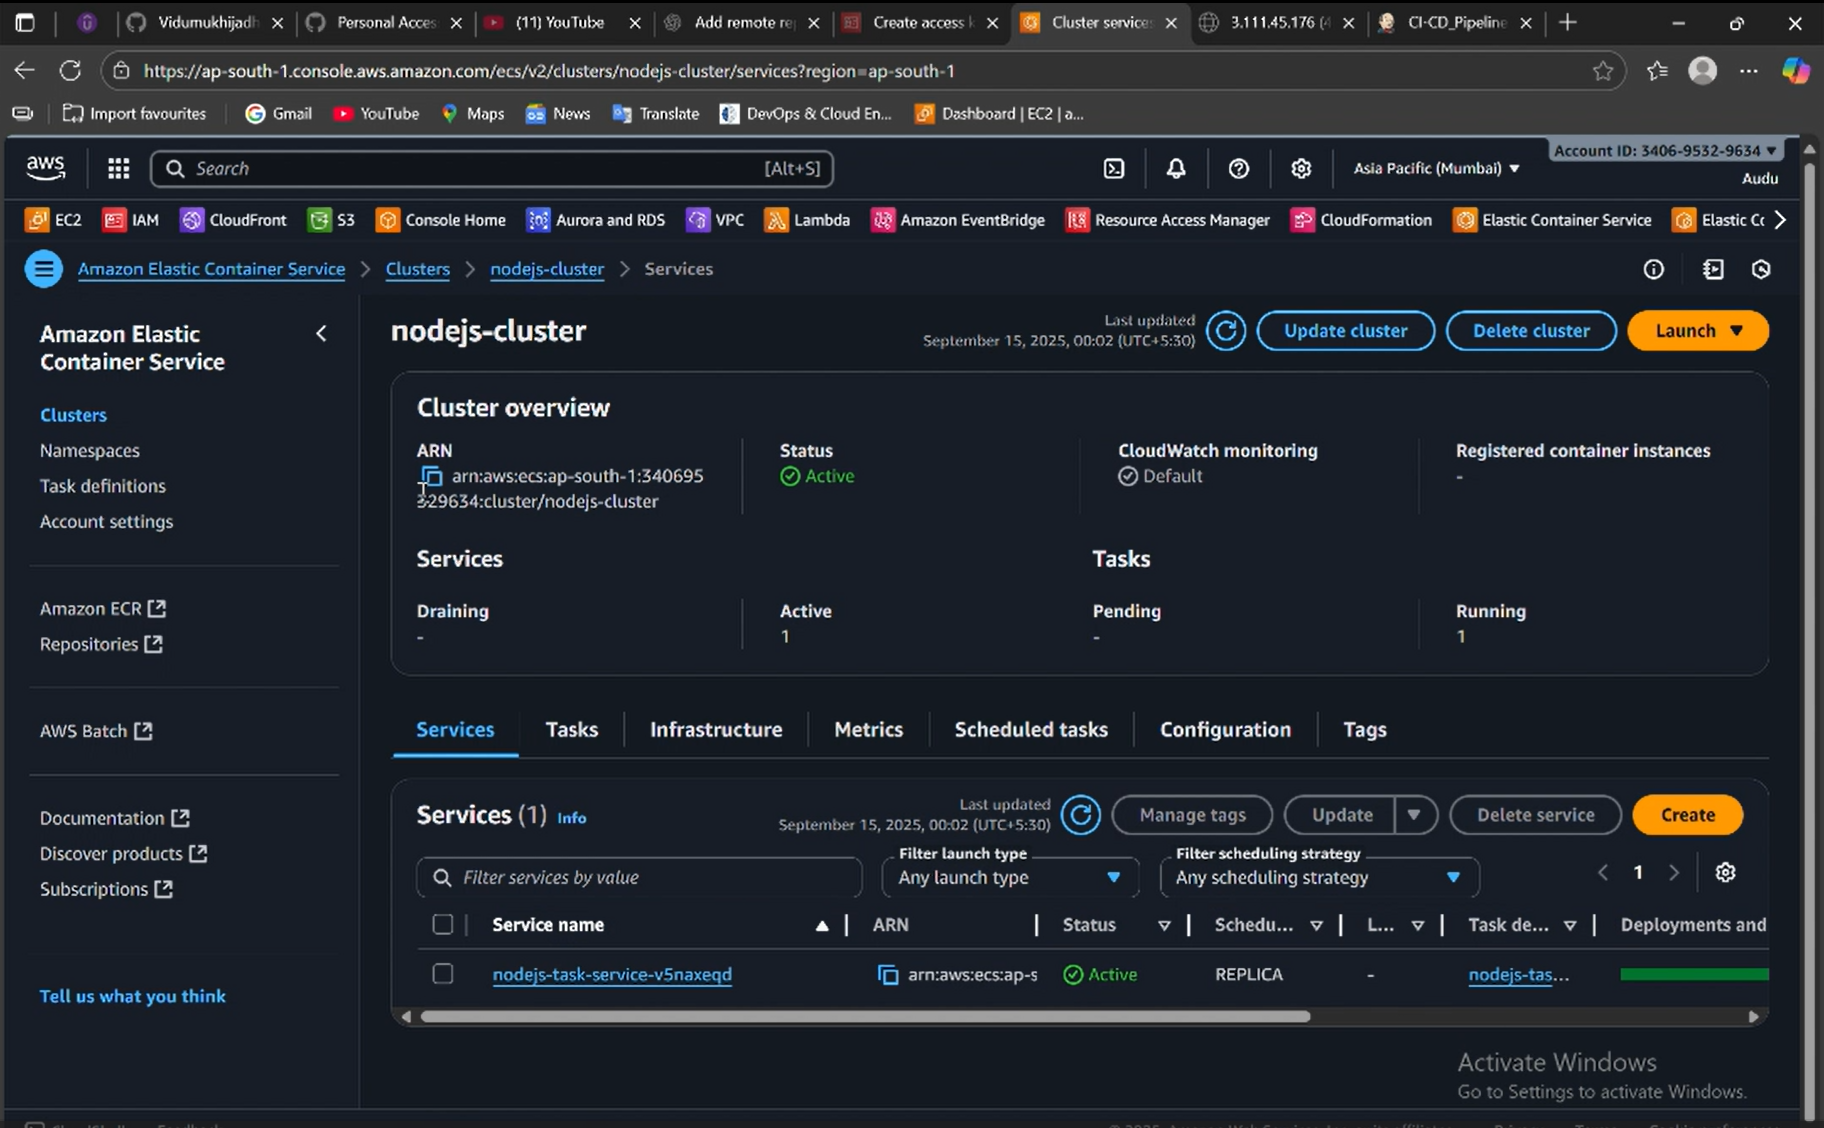 Vidumukhijadh
Personal Acces
(11) YouTube
Add remote re
Create access k
Cluster services
3.111.45.176 (4
CI-CD_Pipeline
https://ap-south-1.console.aws.amazon.com/ecs/v2/clusters/nodejs-cluster/services?region=ap-south-1
Import favourites
Gmail
YouTube
Maps
News
Translate
DevOps & Cloud En...
Dashboard | EC2 | a...
aws
Search
[Alt+S]
Asia Pacific (Mumbai)
Account ID: 3406-9532-9634
Audu
EC2
IAM
CloudFront
S3
Console Home
Aurora and RDS
VPC
Lambda
Amazon EventBridge
Resource Access Manager
CloudFormation
Elastic Container Service
Elastic Cc
Amazon Elastic Container Service
Clusters
nodejs-cluster
Services
Amazon Elastic
Container Service
Clusters
Namespaces
Task definitions
Account settings
Amazon ECR
Repositories
AWS Batch
Documentation
Discover products
Subscriptions
Tell us what you think
nodejs-cluster
Last updated
September 15, 2025, 00:02 (UTC+5:30)
Update cluster
Delete cluster
Launch
Cluster overview
ARN
arn:aws:ecs:ap-south-1:340695
329634:cluster/nodejs-cluster
Status
Active
CloudWatch monitoring
Default
Registered container instances
-
Services
Tasks
Draining
-
Active
1
Pending
-
Running
1
Services
Tasks
Infrastructure
Metrics
Scheduled tasks
Configuration
Tags
Services (1) Info
Last updated
September 15, 2025, 00:02 (UTC+5:30)
Manage tags
Update
Delete service
Create
Filter services by value
Filter launch type
Any launch type
Filter scheduling strategy
Any scheduling strategy
1
Service name
ARN
Status
Schedu...
L...
Task de...
Deployments and
nodejs-task-service-v5naxeqd
arn:aws:ecs:ap-s
Active
REPLICA
-
nodejs-tas...
Activate Windows
Go to Settings to activate Windows.